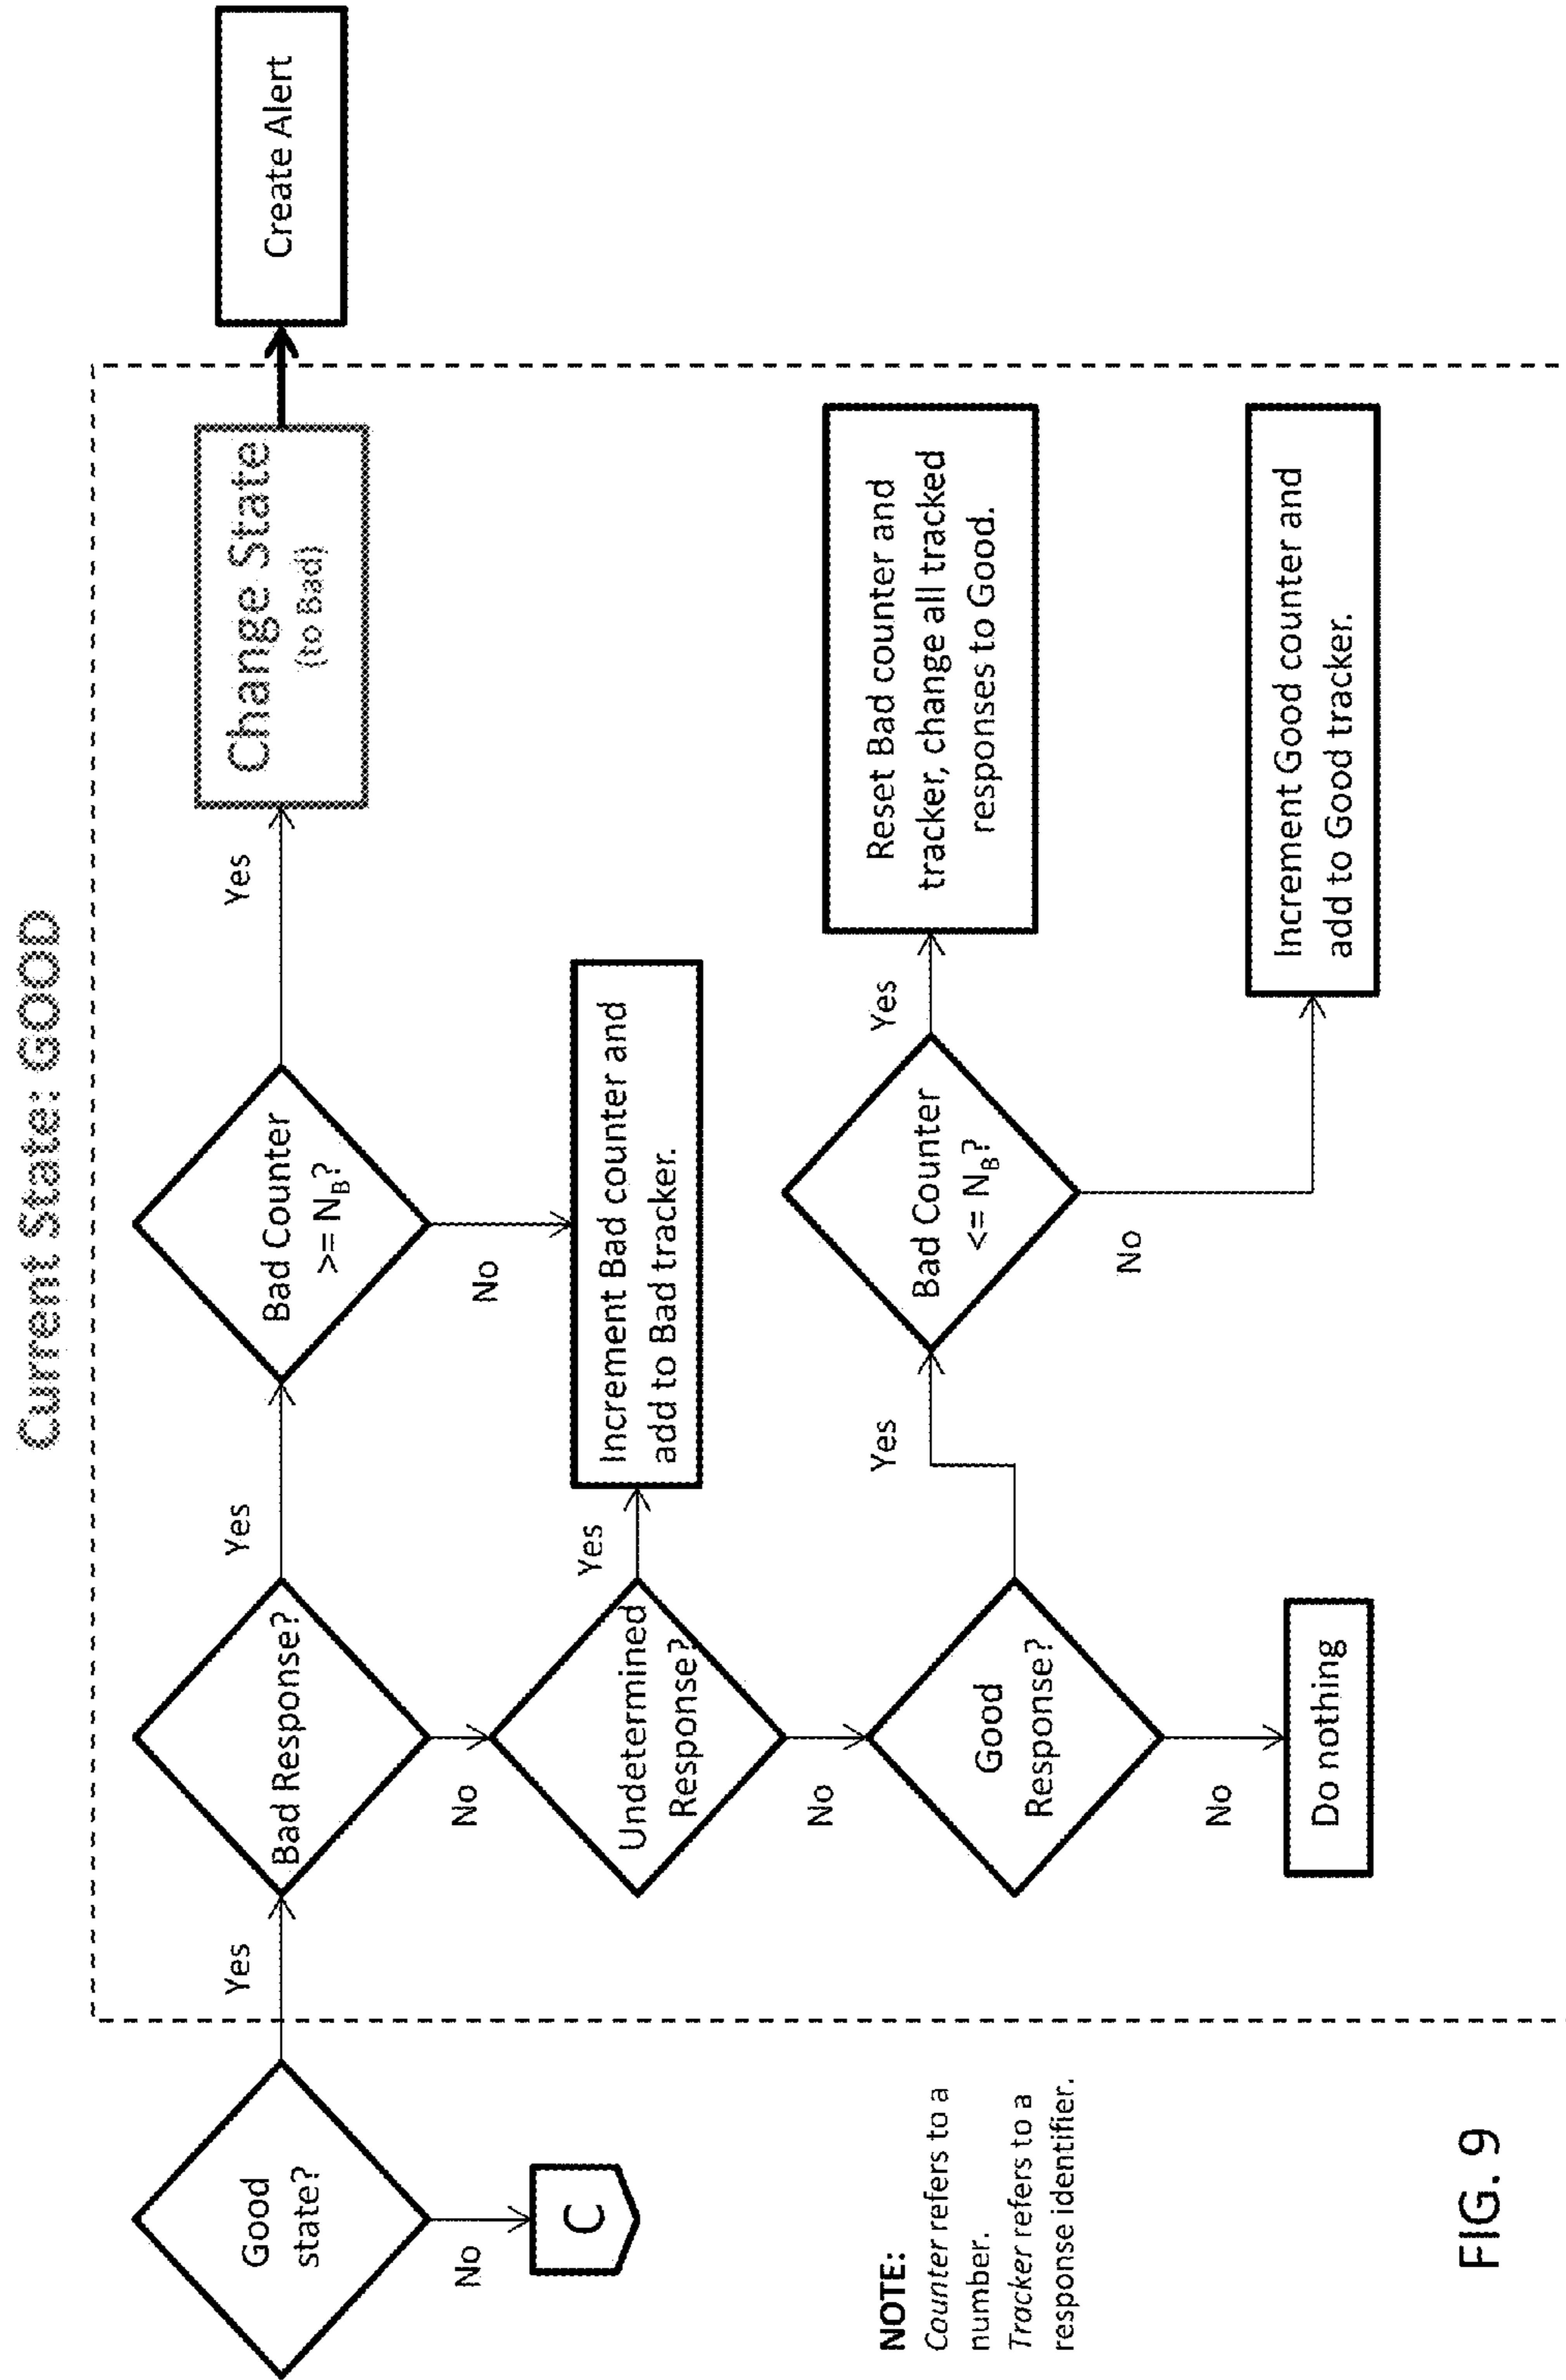 Current State: GOOD
Good
state?
Yes
No
C
Bad Response?
Yes
No
Bad Counter
>= N_B?
Yes
No
Change State
(to Bad)
Create Alert
Undetermined
Response?
Yes
No
Increment Bad counter and
add to Bad tracker.
Good
Response?
Yes
No
Bad Counter
<= N_B?
Yes
No
Reset Bad counter and
tracker, change all tracked
responses to Good.
Increment Good counter and
add to Good tracker.
Do nothing
NOTE:
Counter refers to a
number.
Tracker refers to a
response identifier.
FIG. 9